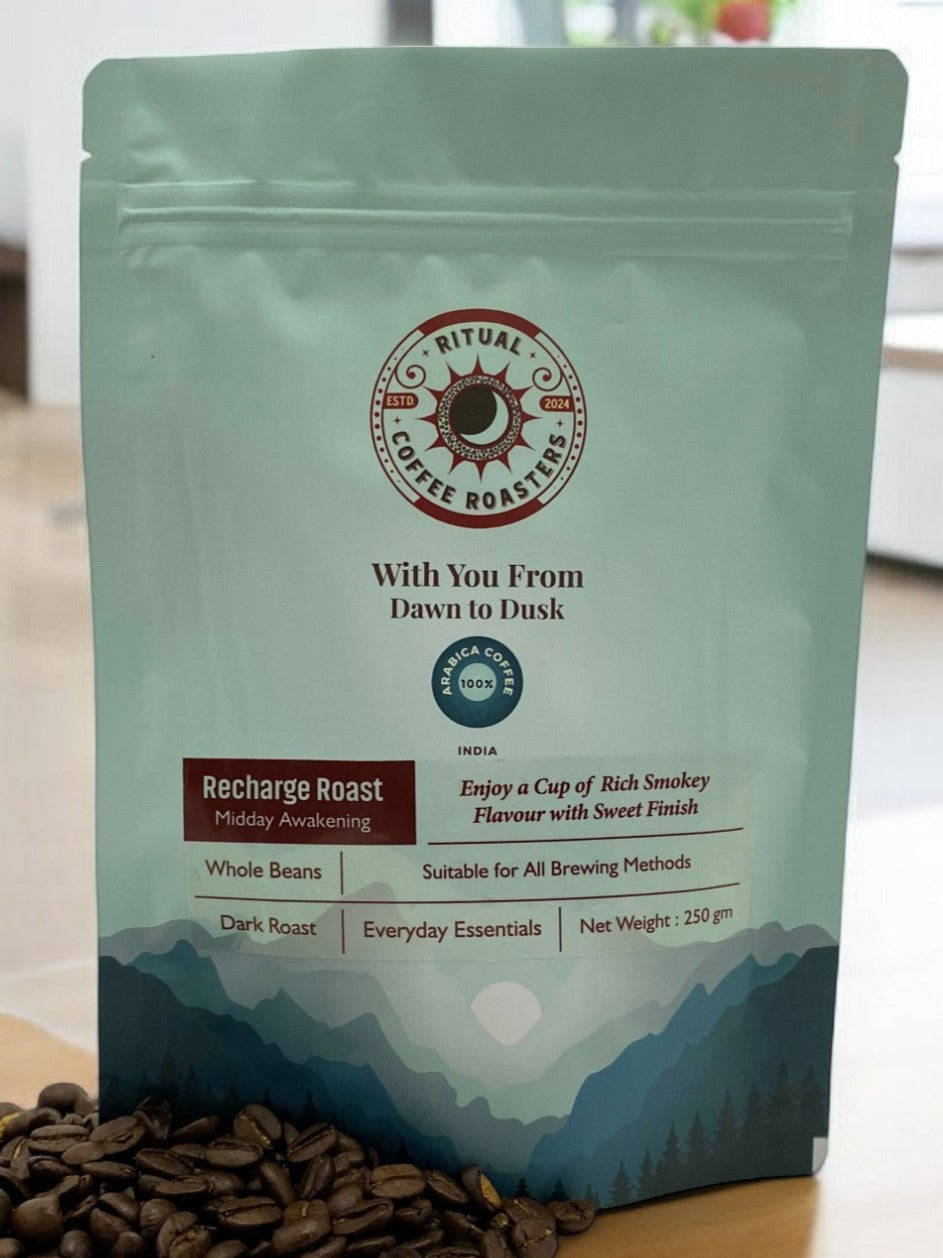 RITUAL
ESTD. 2024
COFFEE ROASTERS
With You From
Dawn to Dusk
ARABICA COFFEE
100%
INDIA
Recharge Roast
Midday Awakening
Enjoy a Cup of Rich Smokey
Flavour with Sweet Finish
Whole Beans
Suitable for All Brewing Methods
Dark Roast
Everyday Essentials
Net Weight : 250 gm